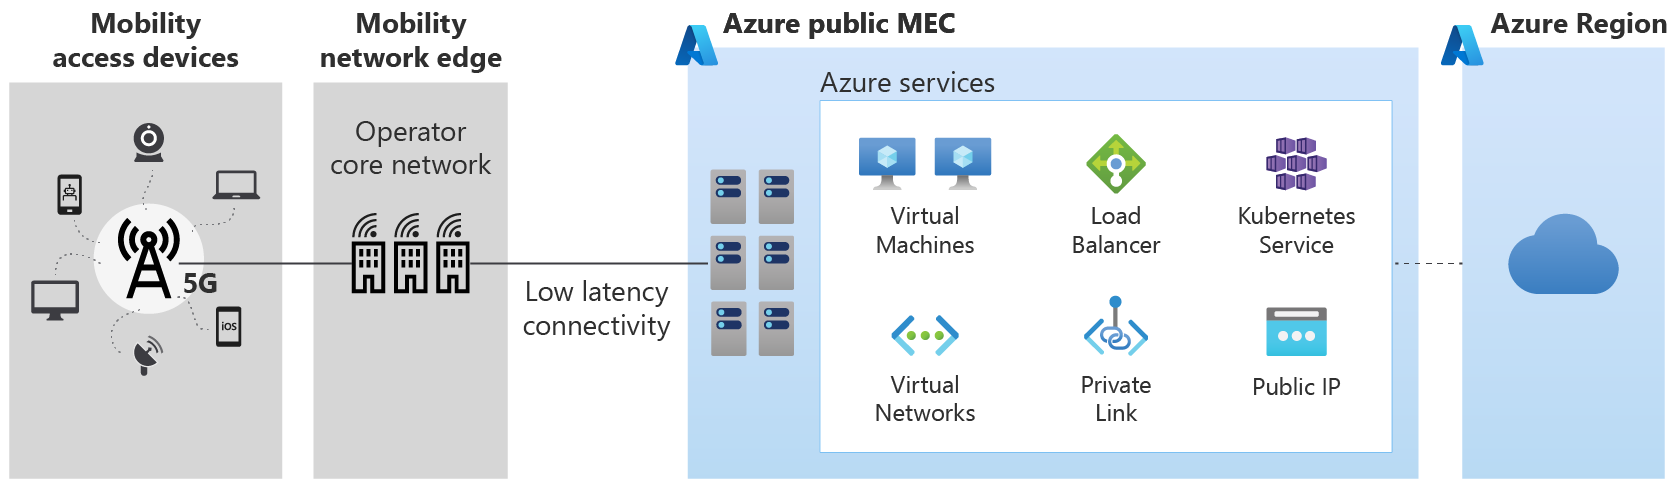 Mobility
access devices
5G
iOS
Mobility
network edge
Operator
core network
Low latency
connectivity
Azure public MEC
Azure services
Virtual
Machines
Load
Balancer
Kubernetes
Service
Virtual
Networks
Private
Link
Public IP
Azure Region